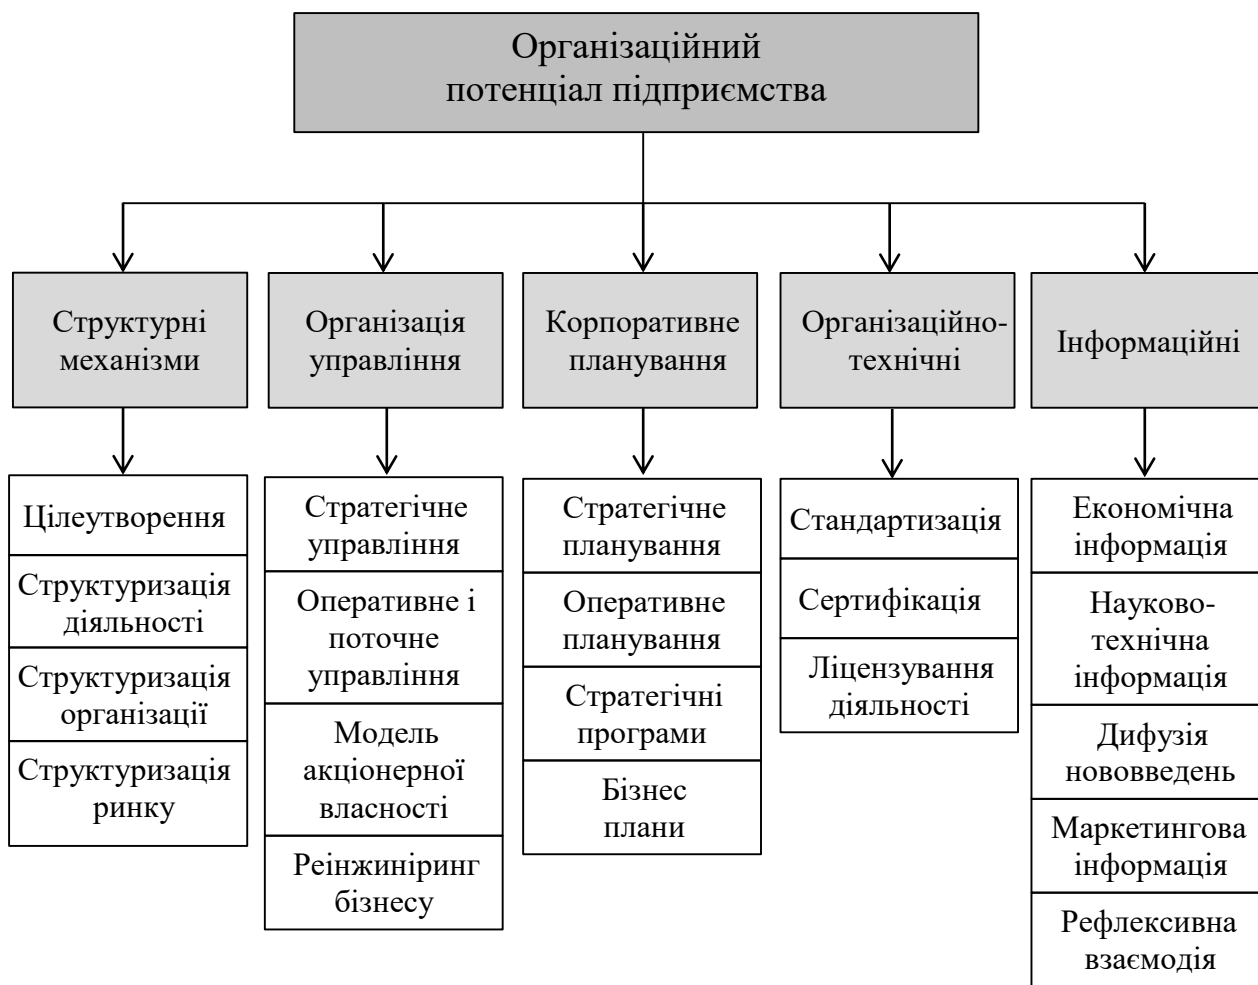 Організаційний
потенціал підприємства
Структурні
механізми
Організація
управління
Корпоративне
планування
Організаційно-
технічні
Інформаційні
Цілеутворення
Структуризація
діяльності
Структуризація
організації
Структуризація
ринку
Стратегічне
управління
Оперативне і
поточне
управління
Модель
акціонерної
власності
Реінжиніринг
бізнесу
Стратегічне
планування
Оперативне
планування
Стратегічні
програми
Бізнес
плани
Стандартизація
Сертифікація
Ліцензування
діяльності
Економічна
інформація
Науково-
технічна
інформація
Дифузія
нововведень
Маркетингова
інформація
Рефлексивна
взаємодія